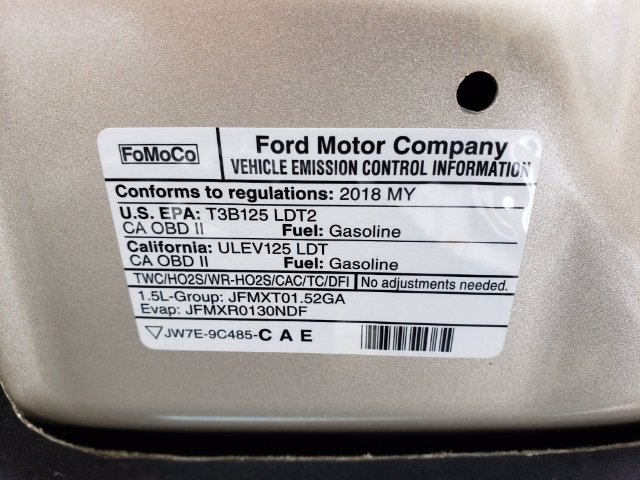 FoMoCo
Ford Motor Company
VEHICLE EMISSION CONTROL INFORMATION
Conforms to regulations: 2018 MY
U.S. EPA: T3B125 LDT2
CA OBD II Fuel: Gasoline
California: ULEV125 LDT
CA OBD II Fuel: Gasoline
TWC/HO2S/WR-HO2S/CAC/TC/DFI No adjustments needed.
1.5L-Group: JFMXT01.52GA
Evap: JFMXR0130NDF
JW7E-9C485-C A E